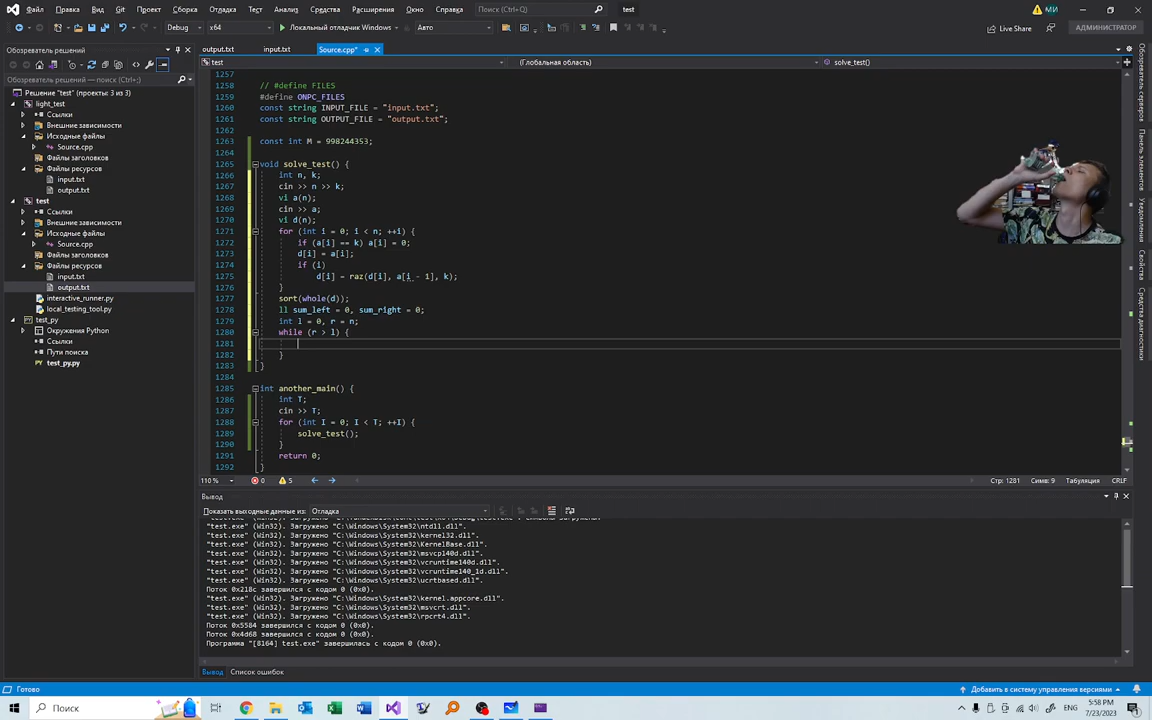 Файл Правка Вид Git Проект Сборка Отладка Тест Анализ Средства Расширения Окно Справка Поиск (Ctrl+Q) test МИ
Debug x64 Локальный отладчик Windows Авто Live Share АДМИНИСТРАТОР
Обозреватель решений
Обозреватель решений — поиск (Ctrl+;)
Решение "test" (проекты: 3 из 3)
light_test
Ссылки
Внешние зависимости
Исходные файлы
Source.cpp
Файлы заголовков
Файлы ресурсов
input.txt
output.txt
test
Ссылки
Внешние зависимости
Исходные файлы
Source.cpp
Файлы заголовков
Файлы ресурсов
input.txt
output.txt
interactive_runner.py
local_testing_tool.py
test_py
Окружения Python
Ссылки
Пути поиска
test_py.py
output.txt input.txt Source.cpp*
test (Глобальная область) solve_test()
1257
1258 // #define FILES
1259 #define ONPC_FILES
1260 const string INPUT_FILE = "input.txt";
1261 const string OUTPUT_FILE = "output.txt";
1262
1263 const int M = 998244353;
1264
1265 void solve_test() {
1266 int n, k;
1267 cin >> n >> k;
1268 vi a(n);
1269 cin >> a;
1270 vi d(n);
1271 for (int i = 0; i < n; ++i) {
1272 if (a[i] == k) a[i] = 0;
1273 d[i] = a[i];
1274 if (i)
1275 d[i] = raz(d[i], a[i - 1], k);
1276 }
1277 sort(whole(d));
1278 ll sum_left = 0, sum_right = 0;
1279 int l = 0, r = n;
1280 while (r > l) {
1281
1282 }
1283 }
1284
1285 int another_main() {
1286 int T;
1287 cin >> T;
1288 for (int I = 0; I < T; ++I) {
1289 solve_test();
1290 }
1291 return 0;
1292 }
110 % 0 5 Стр: 1281 Симв: 9 Табуляция CRLF
Вывод
Показать выходные данные из: Отладка
"test.exe" (Win32). Загружено "C:\Windows\System32\ntdll.dll".
"test.exe" (Win32). Загружено "C:\Windows\System32\kernel32.dll".
"test.exe" (Win32). Загружено "C:\Windows\System32\KernelBase.dll".
"test.exe" (Win32). Загружено "C:\Windows\System32\msvcp140d.dll".
"test.exe" (Win32). Загружено "C:\Windows\System32\vcruntime140d.dll".
"test.exe" (Win32). Загружено "C:\Windows\System32\vcruntime140_1d.dll".
"test.exe" (Win32). Загружено "C:\Windows\System32\ucrtbased.dll".
Поток 0x218c завершился с кодом 0 (0x0).
"test.exe" (Win32). Загружено "C:\Windows\System32\kernel.appcore.dll".
"test.exe" (Win32). Загружено "C:\Windows\System32\msvcrt.dll".
"test.exe" (Win32). Загружено "C:\Windows\System32\rpcrt4.dll".
Поток 0x5584 завершился с кодом 0 (0x0).
Поток 0x4d68 завершился с кодом 0 (0x0).
Программа "[8164] test.exe" завершилась с кодом 0 (0x0).
Вывод Список ошибок
Обозреватель серверов
Панель элементов
Уведомления
Свойства
Средства диагностики
Готово Добавить в систему управления версиями
Поиск ENG 5:58 PM
7/23/2023